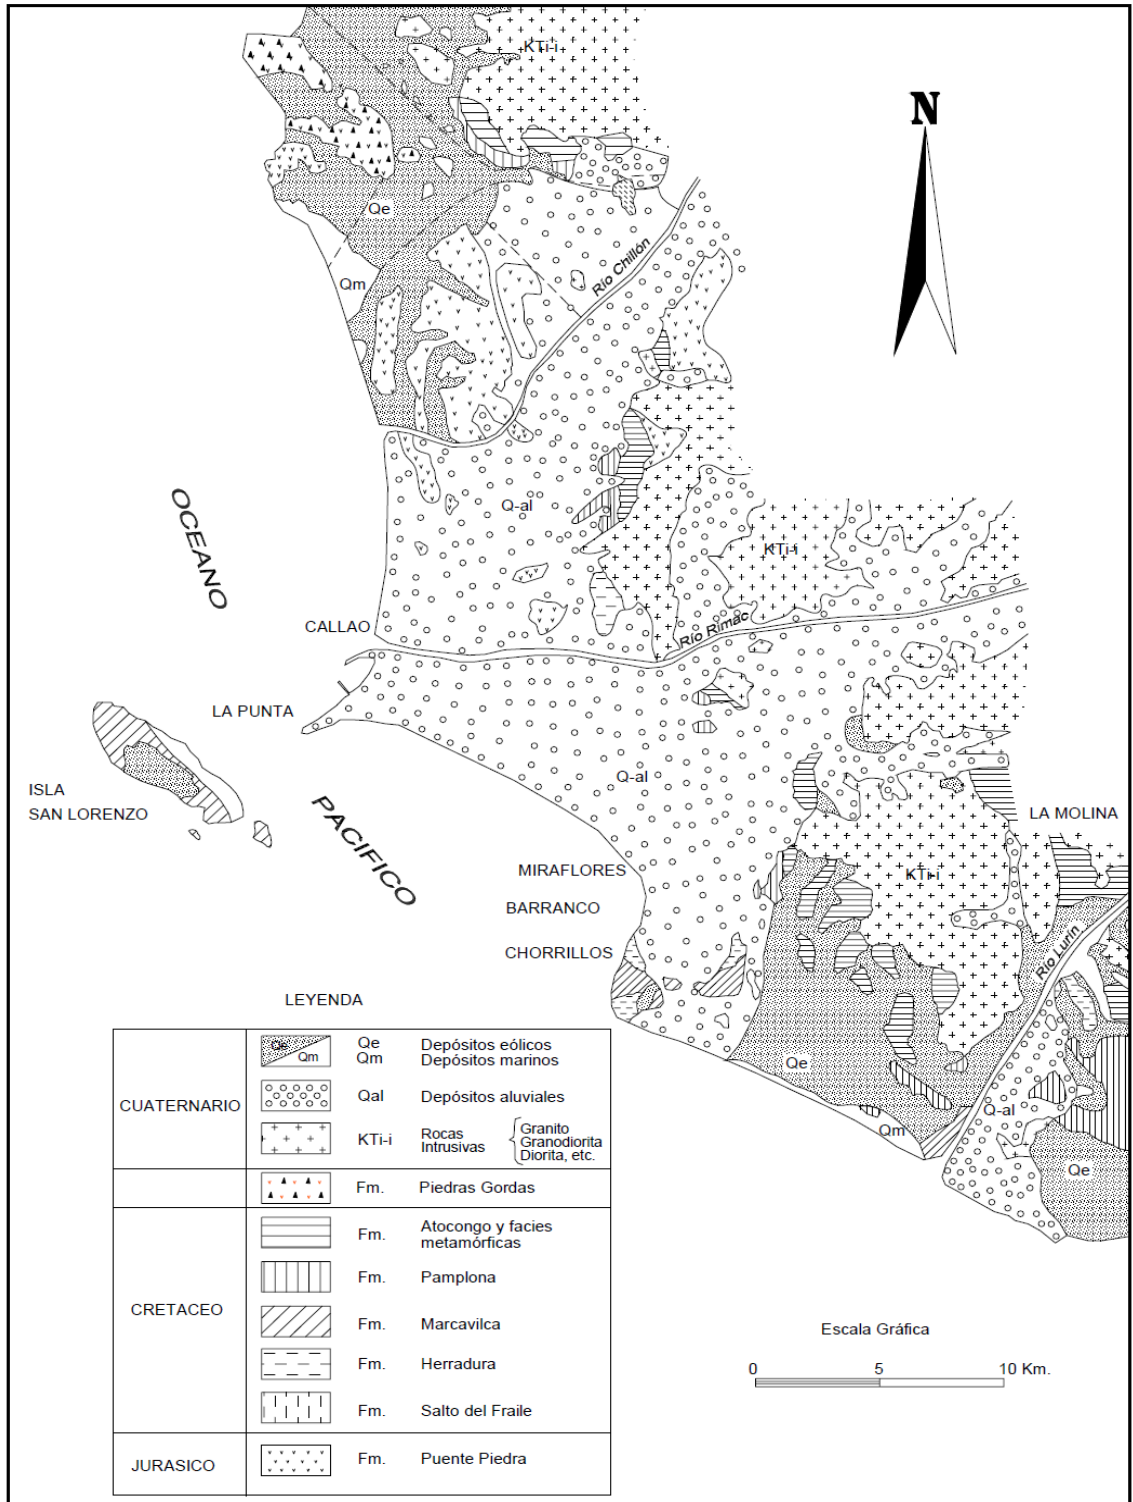 KTi-i
N
Qe
Río Chillón
Qm
OCEANO
Q-al
KTi-i
CALLAO
Río Rimac
LA PUNTA
ISLA
SAN LORENZO
PACIFICO
Q-al
LA MOLINA
MIRAFLORES
KTi-i
BARRANCO
CHORRILLOS
Río Lurín
Qe
Q-al
Qm
Qe
LEYENDA
CUATERNARIO
Qe
Qm
Qe
Qm
Depósitos eólicos
Depósitos marinos
Qal
Depósitos aluviales
KTi-i
Rocas
Intrusivas
Granito
Granodiorita
Diorita, etc.
Fm.
Piedras Gordas
CRETACEO
Fm.
Atocongo y facies
metamórficas
Fm.
Pamplona
Fm.
Marcavilca
Fm.
Herradura
Fm.
Salto del Fraile
JURASICO
Fm.
Puente Piedra
Escala Gráfica
0 5 10 Km.